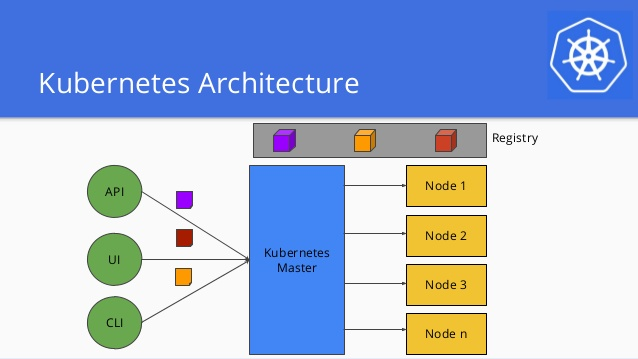 Kubernetes Architecture
Registry
API
UI
CLI
Kubernetes
Master
Node 1
Node 2
Node 3
Node n